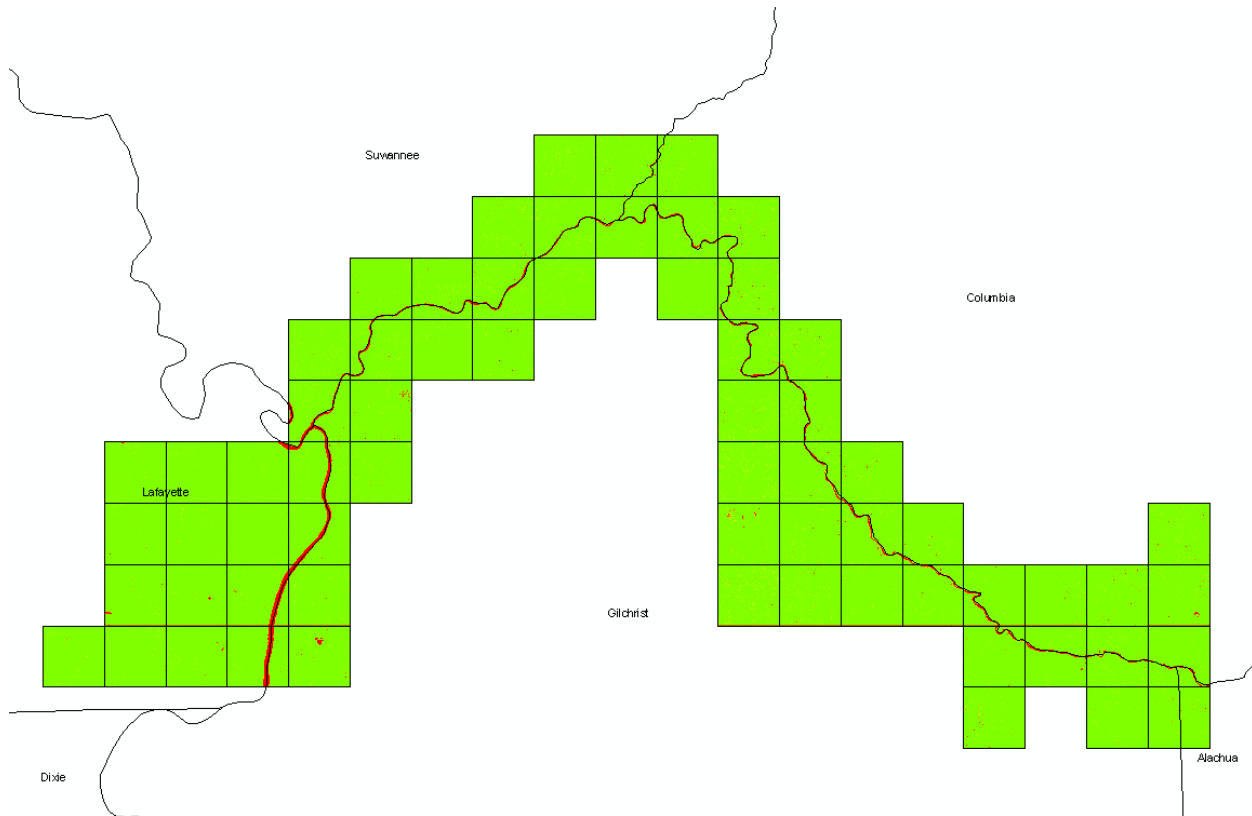 Suwannee
Columbia
Lafayette
Gilchrist
Alachua
Dixie